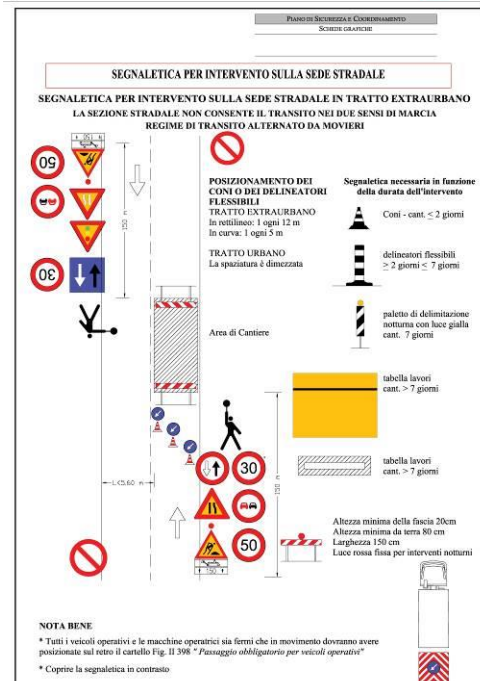 PIANO DI SICUREZZA E COORDINAMENTO
SCHEDE GRAFICHE
SEGNALETICA PER INTERVENTO SULLA SEDE STRADALE
SEGNALETICA PER INTERVENTO SULLA SEDE STRADALE IN TRATTO EXTRAURBANO
LA SEZIONE STRADALE NON CONSENTE IL TRANSITO NEI DUE SENSI DI MARCIA
REGIME DI TRANSITO ALTERNATO DA MOVIERI
50
30
150 m
POSIZIONAMENTO DEI
CONI O DEI DELINEATORI
FLESSIBILI
TRATTO EXTRAURBANO
In rettilineo: 1 ogni 12 m
In curva: 1 ogni 5 m
TRATTO URBANO
La spaziatura è dimezzata
Segnaletica necessaria in funzione
della durata dell'intervento
Coni - cant. ≤ 2 giorni
delineatori flessibili
≥ 2 giorni ≤ 7 giorni
paletto di delimitazione
notturna con luce gialla
cant. 7 giorni
Area di Cantiere
tabella lavori
cant. > 7 giorni
tabella lavori
cant. > 7 giorni
L<5,60 m
30
50
150 m
150
Altezza minima della fascia 20cm
Altezza minima da terra 80 cm
Larghezza 150 cm
Luce rossa fissa per interventi notturni
NOTA BENE
* Tutti i veicoli operativi e le macchine operatrici sia fermi che in movimento dovranno avere
posizionate sul retro il cartello Fig. II 398 " Passaggio obbligatorio per veicoli operativi"
* Coprire la segnaletica in contrasto